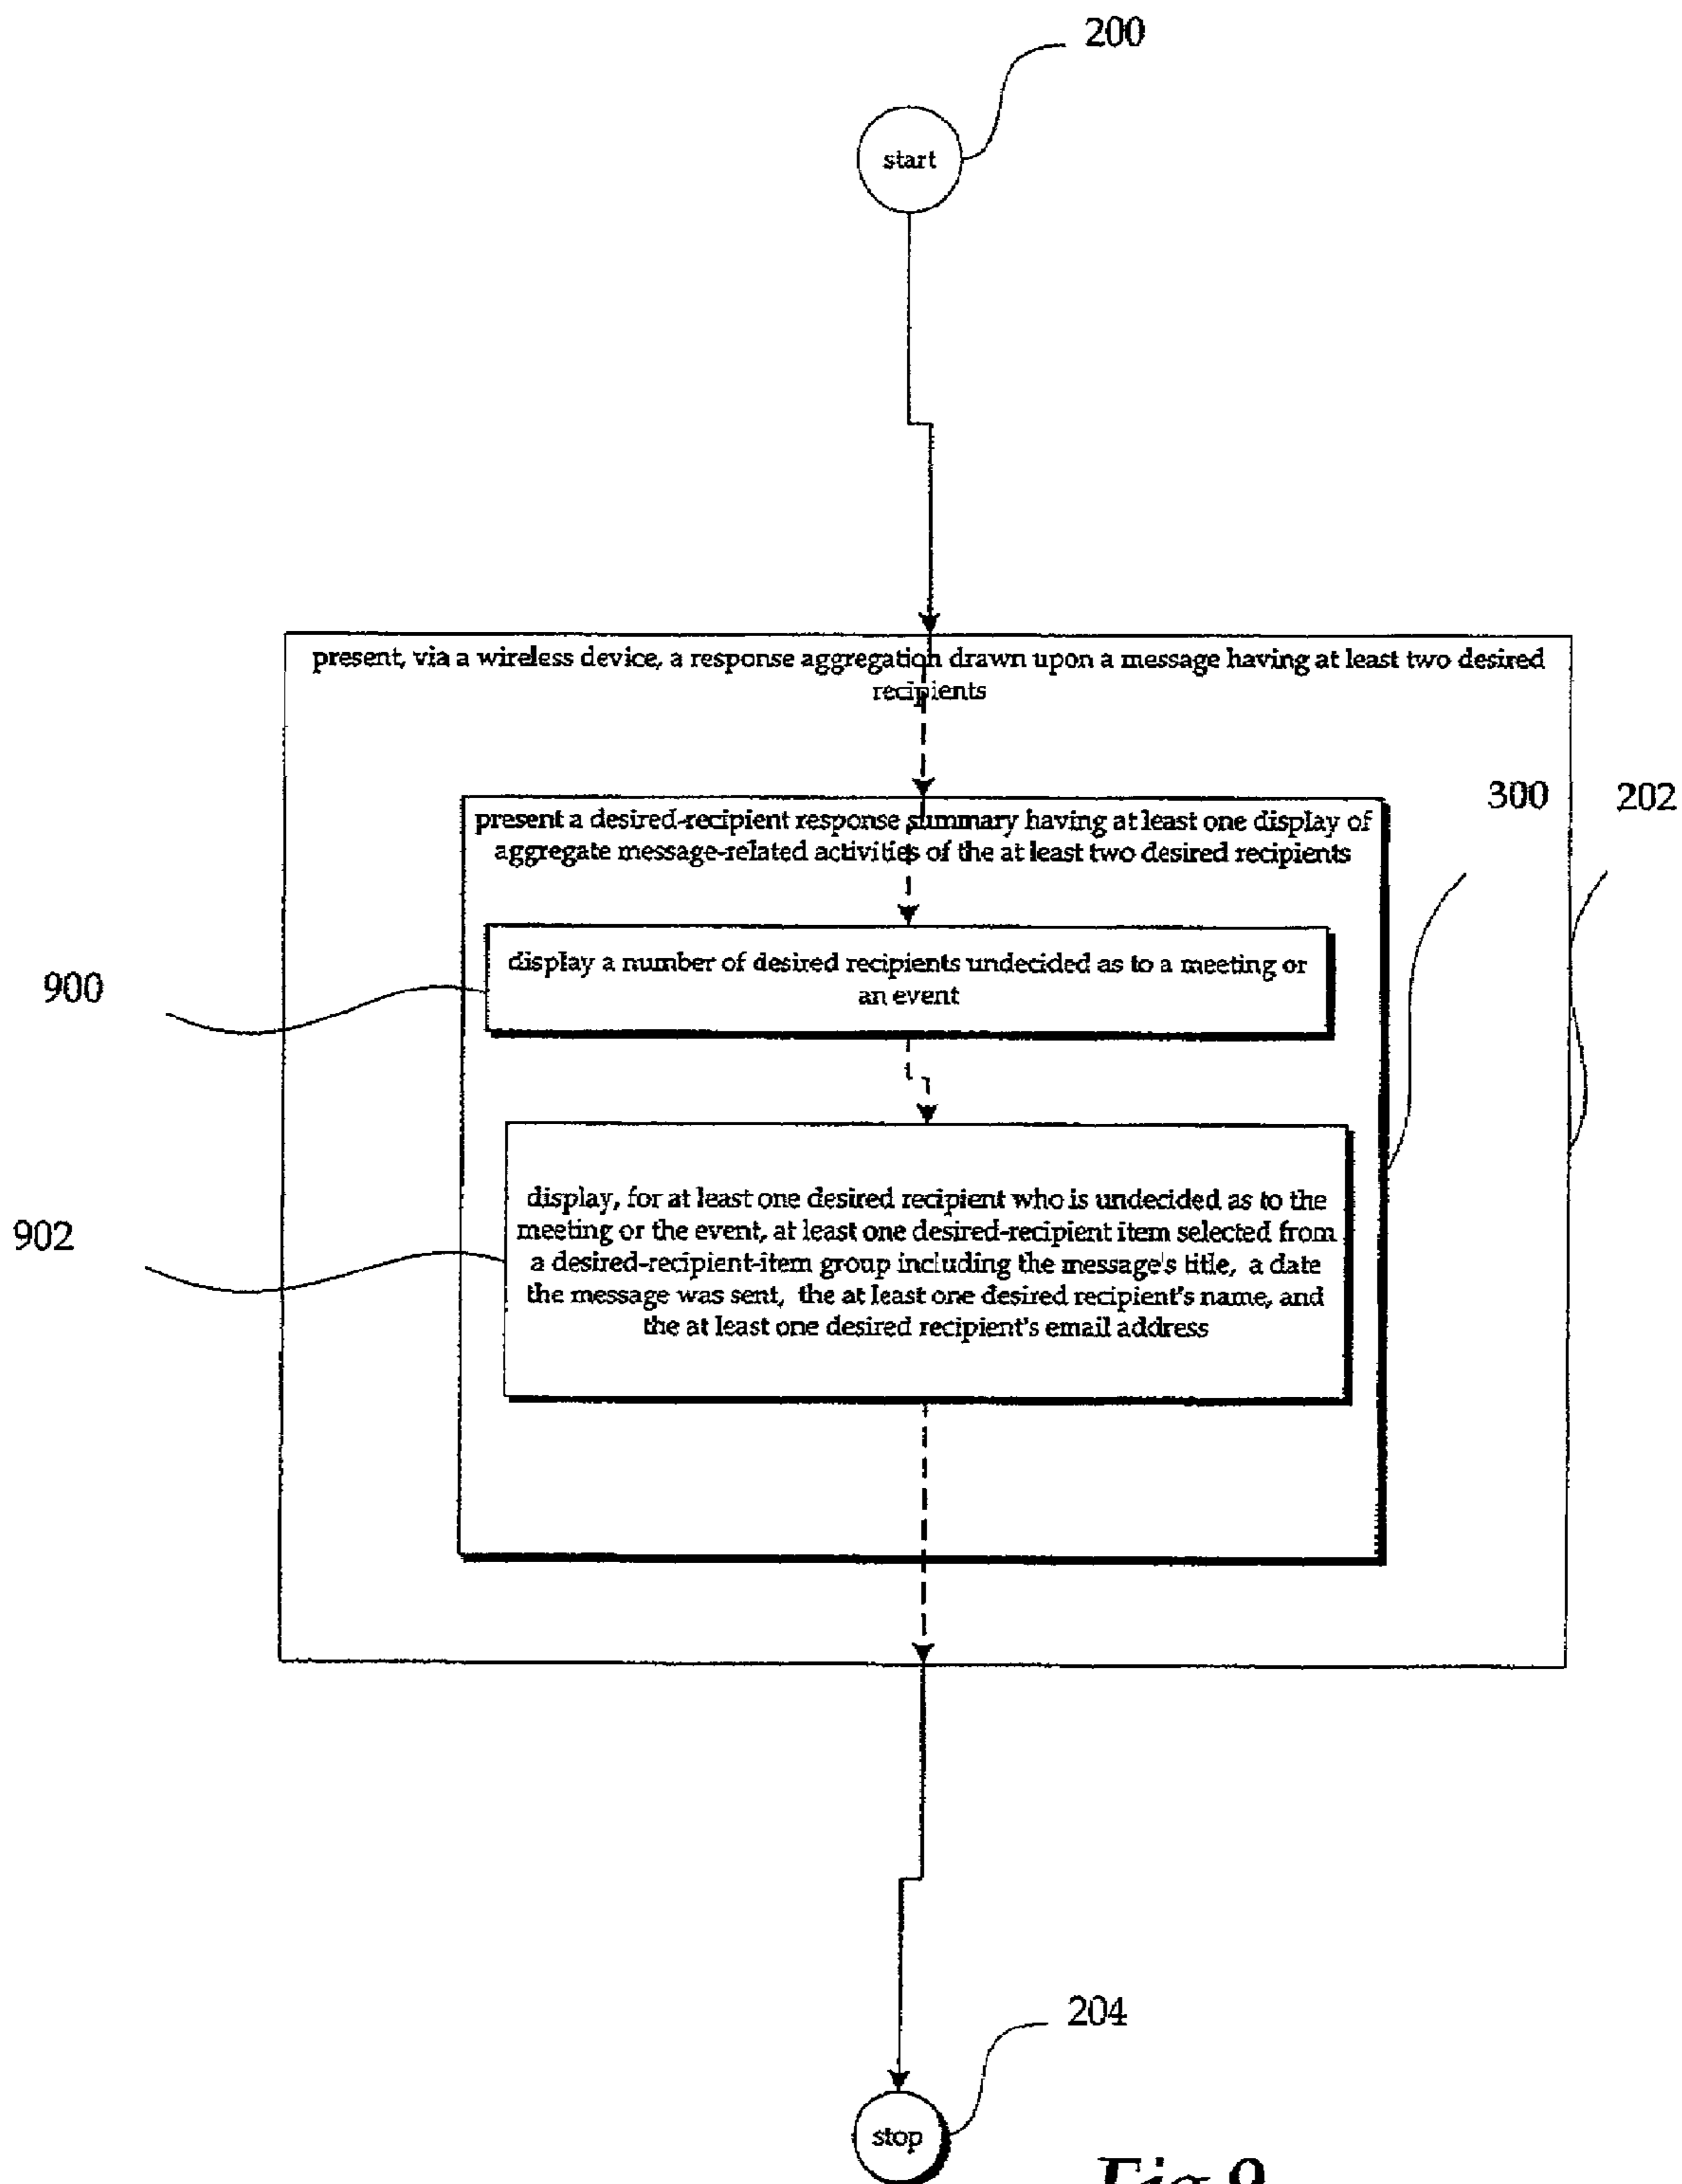 200
start
present, via a wireless device, a response aggregation drawn upon a message having at least two desired
recipients
300
202
present a desired-recipient response summary having at least one display of
aggregate message-related activities of the at least two desired recipients
900
display a number of desired recipients undecided as to a meeting or
an event
902
display, for at least one desired recipient who is undecided as to the
meeting or the event, at least one desired-recipient item selected from
a desired-recipient-item group including the message's title, a date
the message was sent, the at least one desired recipient's name, and
the at least one desired recipient's email address
204
stop
Fig 9